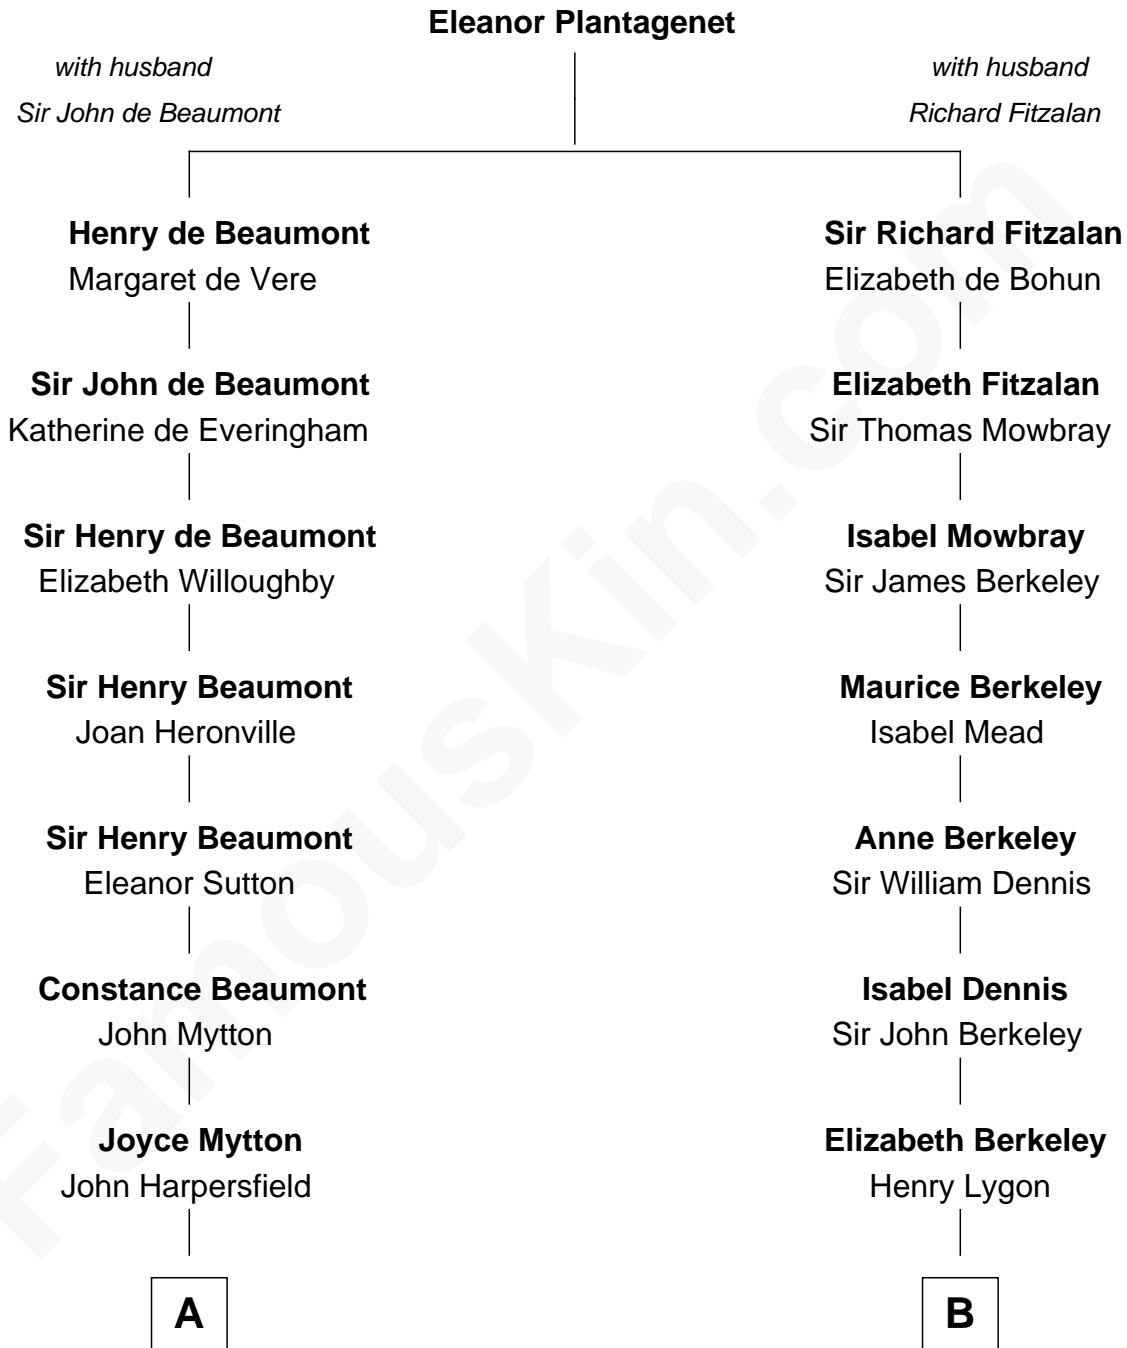 Eleanor Plantagenet
with husband
Sir John de Beaumont
with husband
Richard Fitzalan
Henry de Beaumont
Margaret de Vere
Sir Richard Fitzalan
Elizabeth de Bohun
Sir John de Beaumont
Katherine de Everingham
Elizabeth Fitzalan
Sir Thomas Mowbray
Sir Henry de Beaumont
Elizabeth Willoughby
Isabel Mowbray
Sir James Berkeley
Sir Henry Beaumont
Joan Heronville
Maurice Berkeley
Isabel Mead
Sir Henry Beaumont
Eleanor Sutton
Anne Berkeley
Sir William Dennis
Constance Beaumont
John Mytton
Isabel Dennis
Sir John Berkeley
Joyce Mytton
John Harpersfield
Elizabeth Berkeley
Henry Lygon
A
B
FamousKin.com